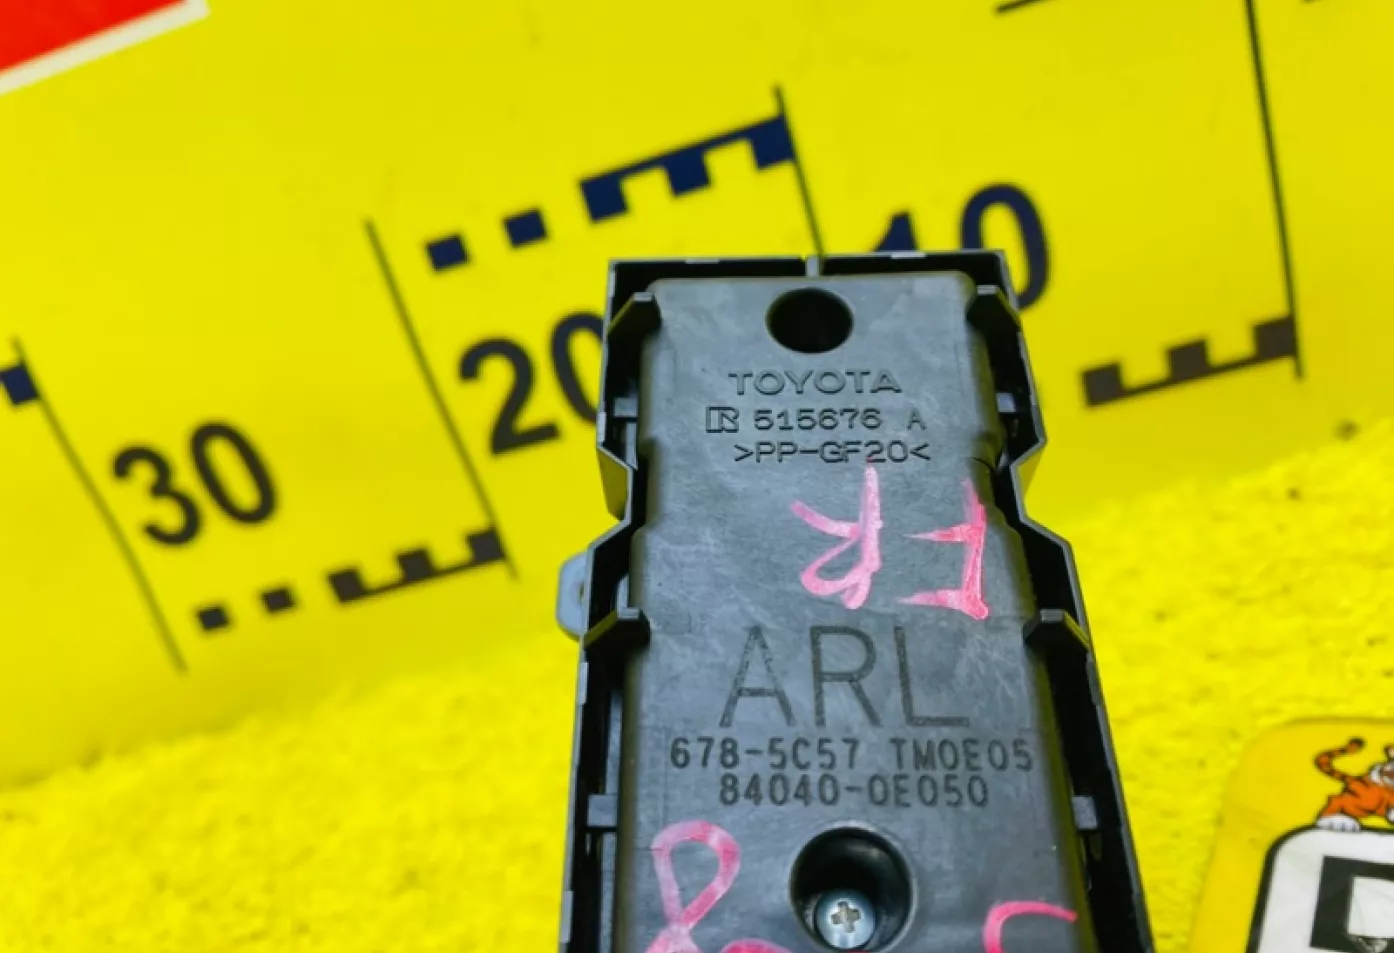 10
20
30
TOYOTA
R 515676 A
>PP-GF20<
FR
ARL
678-5C57 TM0E05
84040-0E050